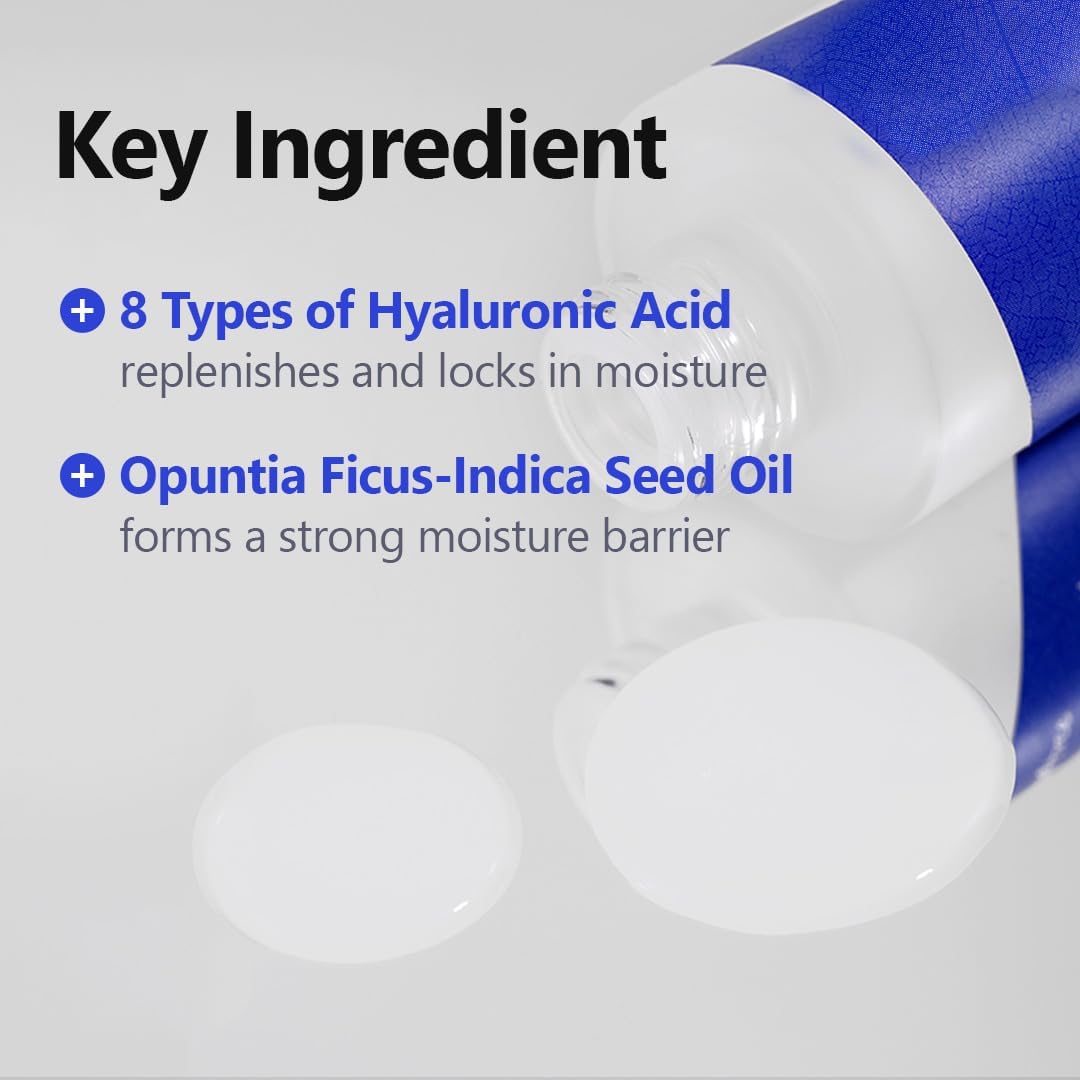 Key Ingredient
+ 8 Types of Hyaluronic Acid
replenishes and locks in moisture
+ Opuntia Ficus-Indica Seed Oil
forms a strong moisture barrier